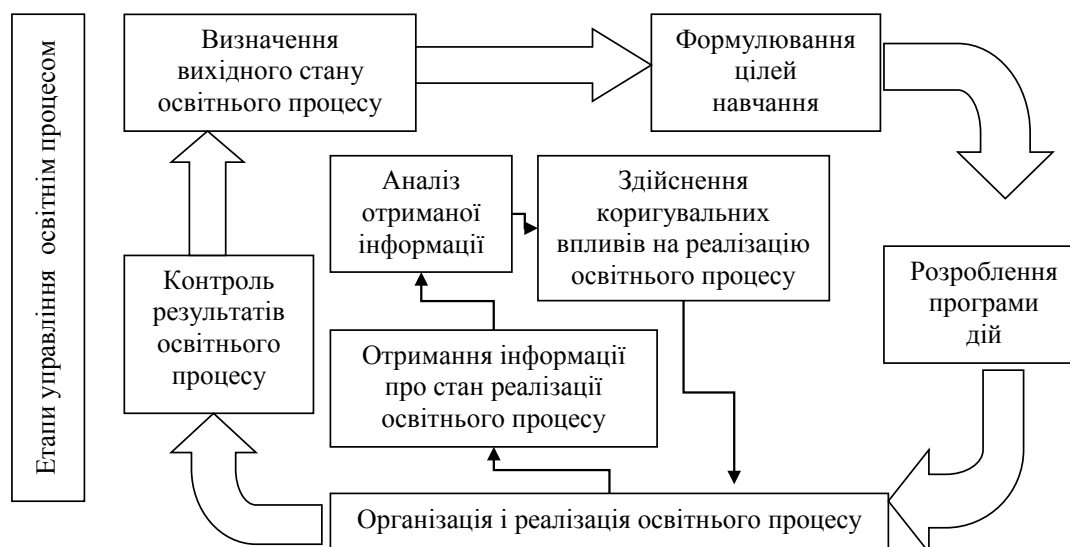 Етапи управління освітнім процесом
Визначення
вихідного стану
освітнього процесу
Формулювання
цілей
навчання
Аналіз
отриманої
інформації
Здійснення
коригувальних
впливів на реалізацію
освітнього процесу
Контроль
результатів
освітнього
процесу
Розроблення
програми
дій
Отримання інформації
про стан реалізації
освітнього процесу
Організація і реалізація освітнього процесу